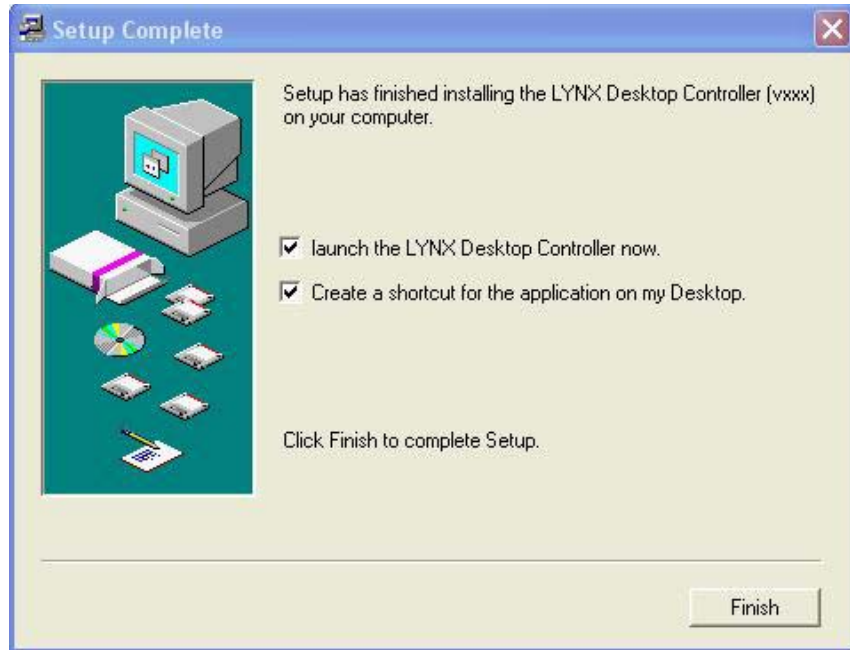 Setup Complete
Setup has finished installing the LYNX Desktop Controller (vxxx)
on your computer.
launch the LYNX Desktop Controller now.
Create a shortcut for the application on my Desktop.
Click Finish to complete Setup.
Finish